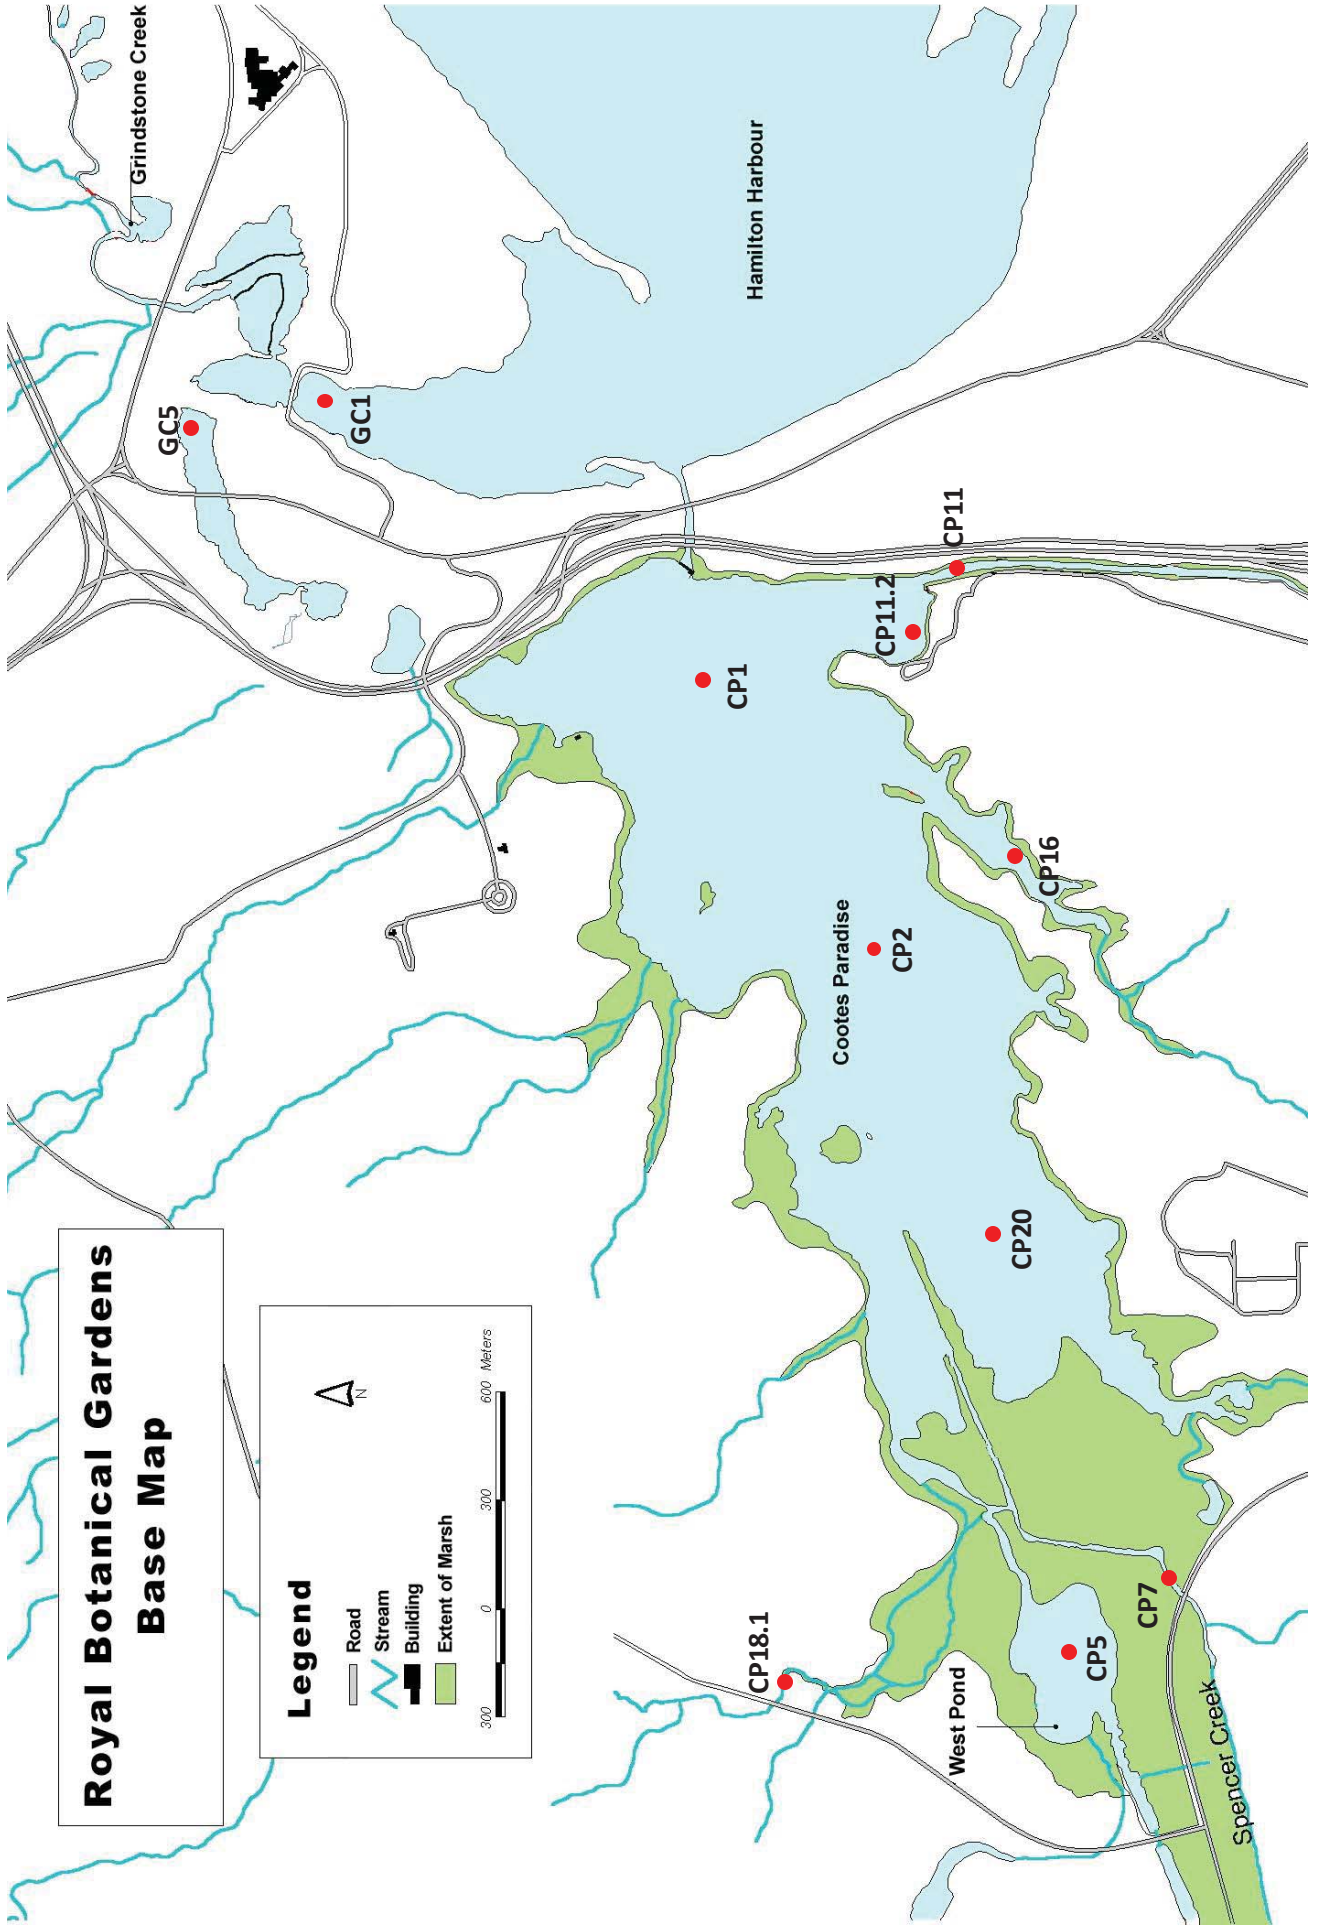 Royal Botanical Gardens
Base Map
Legend
Road
Stream
Building
Extent of Marsh
N
300
0
300
600 Meters
Grindstone Creek
GC5
GC1
Hamilton Harbour
CP11
CP11.2
CP1
CP16
CP2
Cootes Paradise
CP20
CP7
CP18.1
CP5
West Pond
Spencer Creek